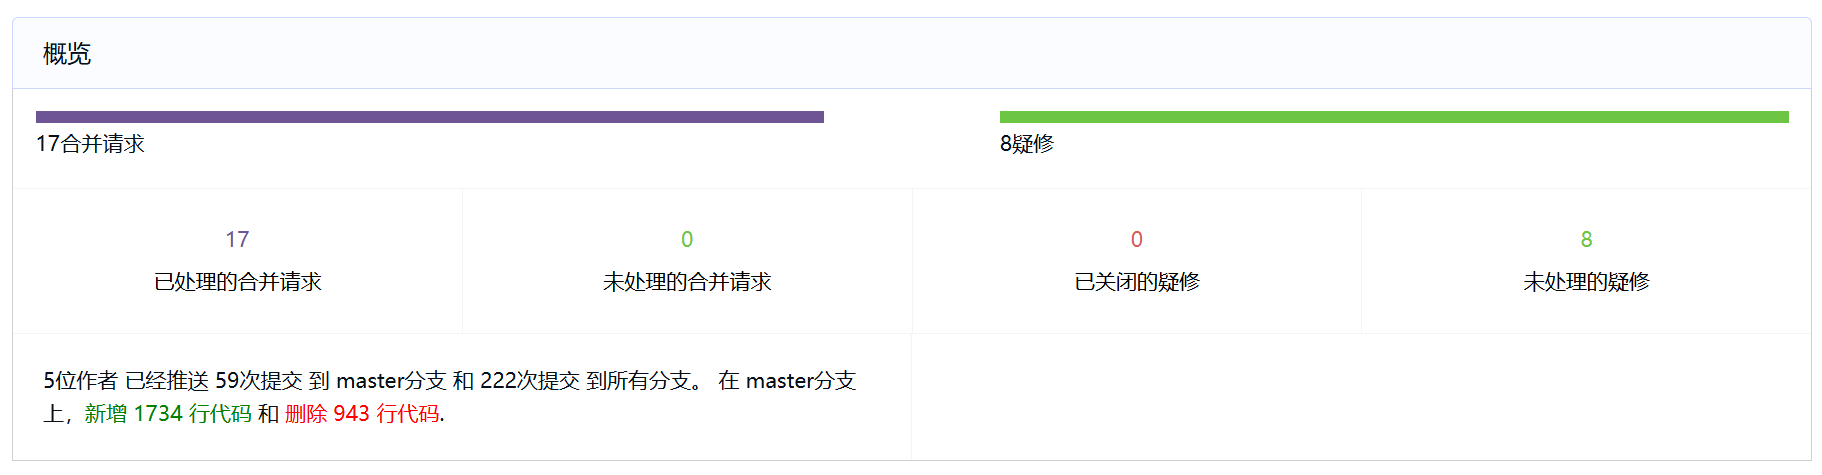 概览
17合并请求
8疑修
17
已处理的合并请求
0
未处理的合并请求
0
已关闭的疑修
8
未处理的疑修
5位作者 已经推送 59次提交 到 master分支 和 222次提交 到所有分支。 在 master分支
上，新增 1734 行代码 和 删除 943 行代码.